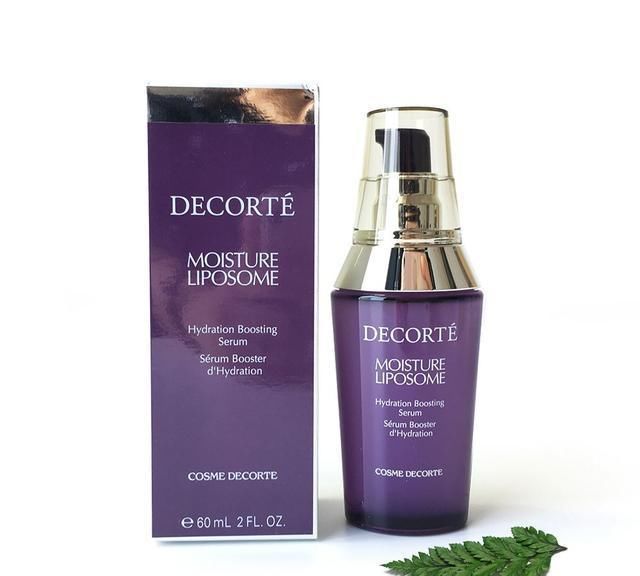 DECORTÉ
MOISTURE
LIPOSOME
Hydration Boosting
Serum
Sérum Booster
d'Hydration
COSME DECORTE
℮ 60 mL 2 FL. OZ.
DECORTÉ
MOISTURE
LIPOSOME
Hydration Boosting
Serum
Sérum Booster
d'Hydration
COSME DECORTE